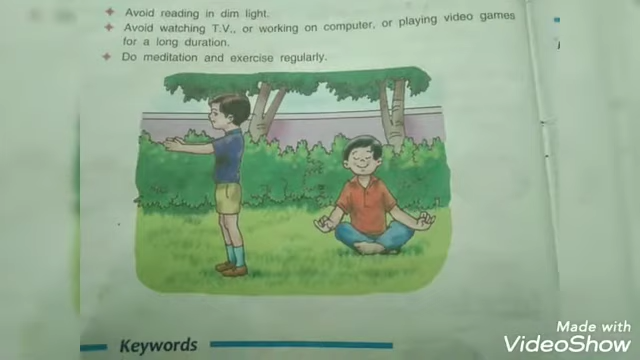 ✦ Avoid reading in dim light.
✦ Avoid watching T.V., or working on computer, or playing video games
for a long duration.
✦ Do meditation and exercise regularly.
Keywords
Made with
VideoShow